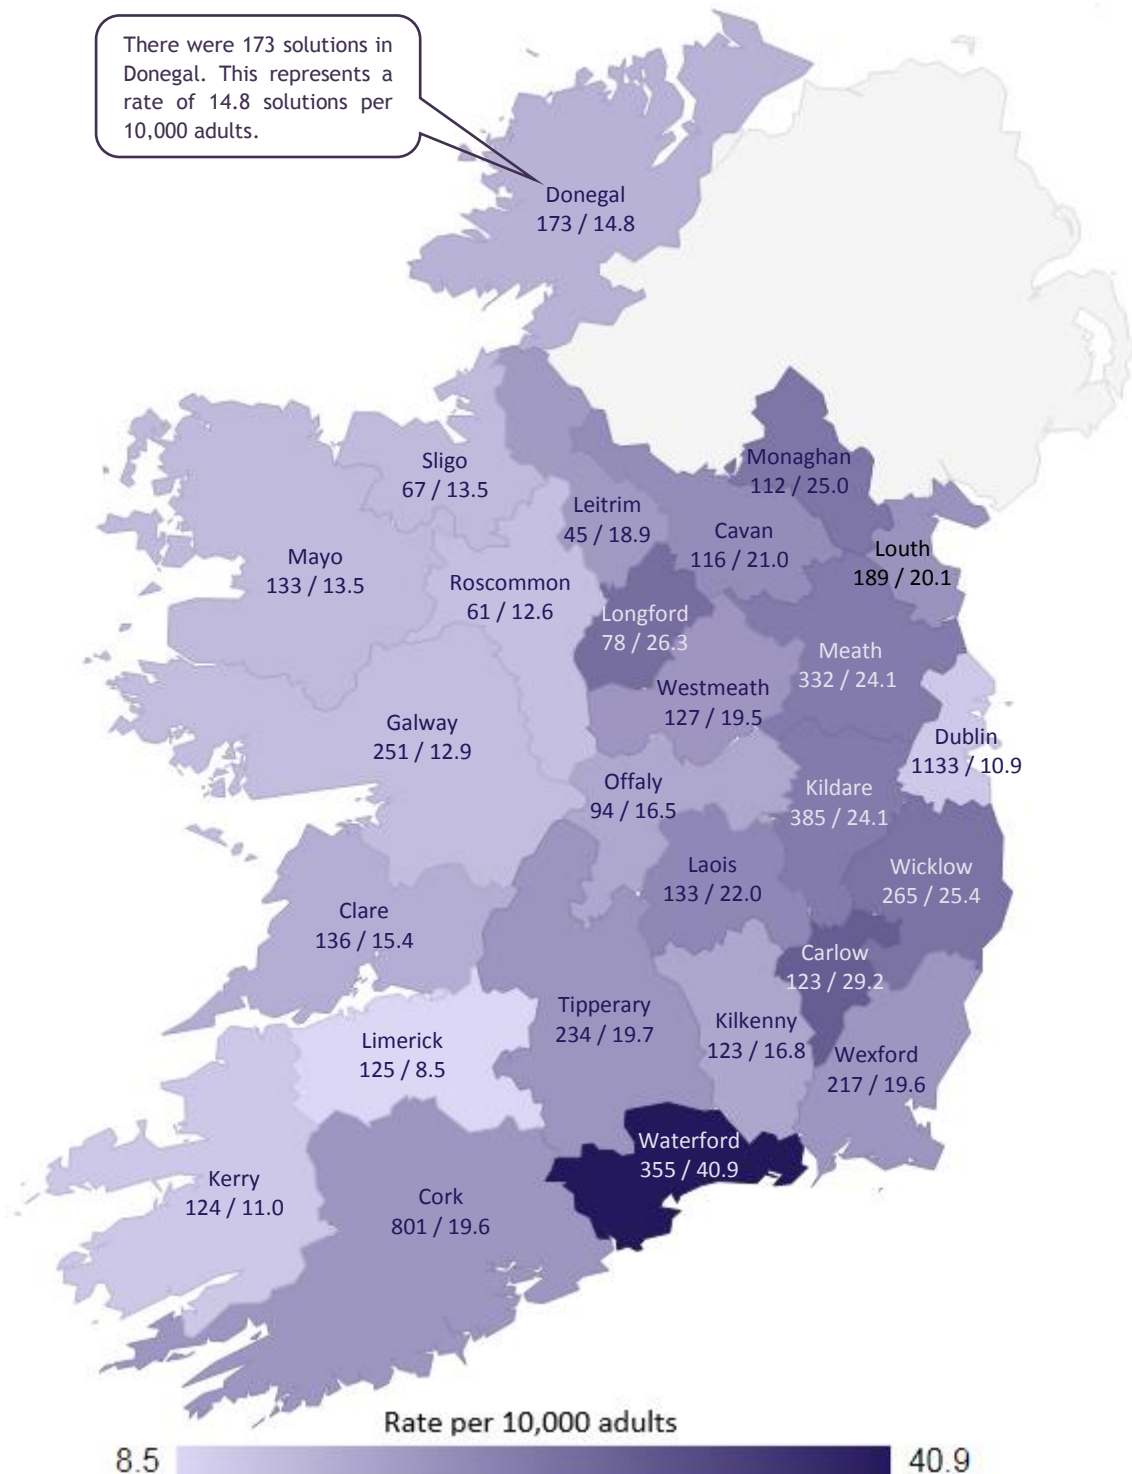 There were 173 solutions in
Donegal. This represents a
rate of 14.8 solutions per
10,000 adults.
Donegal
173 / 14.8
Monaghan
112 / 25.0
Sligo
67 / 13.5
Leitrim
45 / 18.9
Cavan
116 / 21.0
Louth
189 / 20.1
Mayo
133 / 13.5
Roscommon
61 / 12.6
Longford
78 / 26.3
Meath
332 / 24.1
Westmeath
127 / 19.5
Galway
251 / 12.9
Dublin
1133 / 10.9
Offaly
94 / 16.5
Kildare
385 / 24.1
Laois
133 / 22.0
Wicklow
265 / 25.4
Clare
136 / 15.4
Carlow
123 / 29.2
Tipperary
234 / 19.7
Kilkenny
123 / 16.8
Limerick
125 / 8.5
Wexford
217 / 19.6
Waterford
355 / 40.9
Kerry
124 / 11.0
Cork
801 / 19.6
Rate per 10,000 adults
8.5
40.9